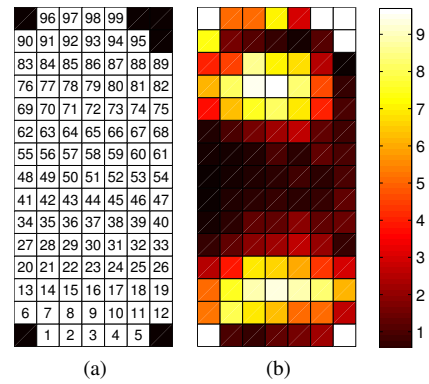 96 97 98 99
90 91 92 93 94 95
83 84 85 86 87 88 89
76 77 78 79 80 81 82
69 70 71 72 73 74 75
62 63 64 65 66 67 68
55 56 57 58 59 60 61
48 49 50 51 52 53 54
41 42 43 44 45 46 47
34 35 36 37 38 39 40
27 28 29 30 31 32 33
20 21 22 23 24 25 26
13 14 15 16 17 18 19
6 7 8 9 10 11 12
1 2 3 4 5
(a)
(b)
9
8
7
6
5
4
3
2
1